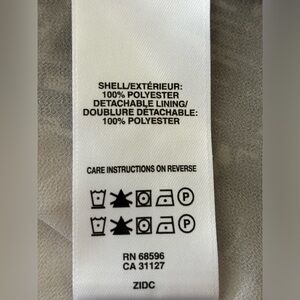 SHELL/EXTÉRIEUR:
100% POLYESTER
DETACHABLE LINING/
DOUBLURE DÉTACHABLE:
100% POLYESTER
CARE INSTRUCTIONS ON REVERSE
P
P
RN 68596
CA 31127
ZIDC